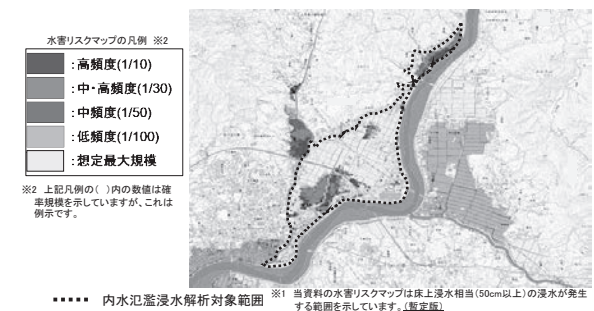 水害リスクマップの凡例 ※2
:高頻度(1/10)
:中・高頻度(1/30)
:中頻度(1/50)
:低頻度(1/100)
:想定最大規模
※2 上記凡例の( )内の数値は確
率規模を示していますが、これは
例示です。
内水氾濫浸水解析対象範囲
※1 当資料の水害リスクマップは床上浸水相当(50cm以上)の浸水が発生
する範囲を示しています。(暫定版)